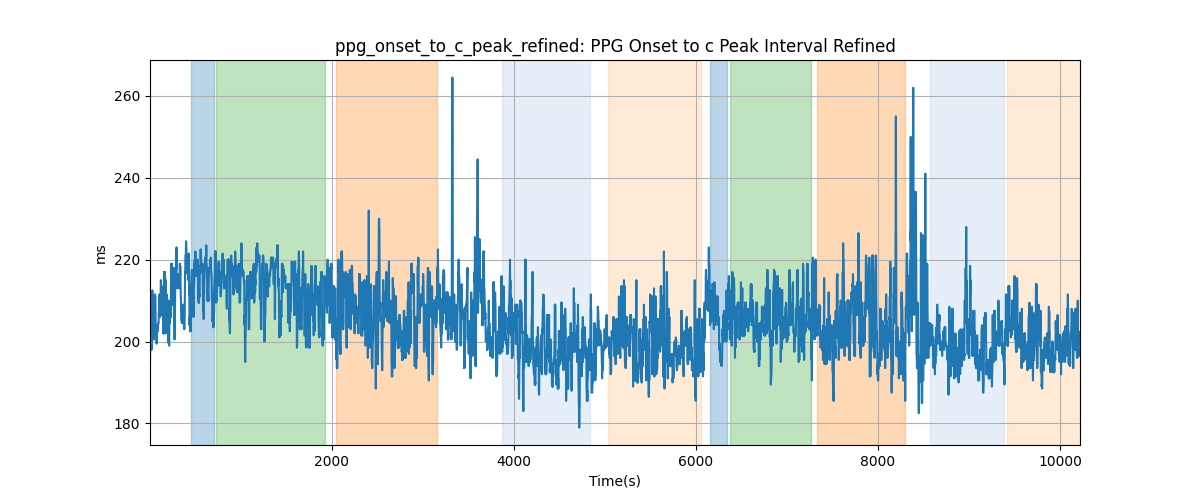 ppg_onset_to_c_peak_refined: PPG Onset to c Peak Interval Refined
260
240
220
200
180
ms
2000 4000 6000 8000 10000
Time(s)